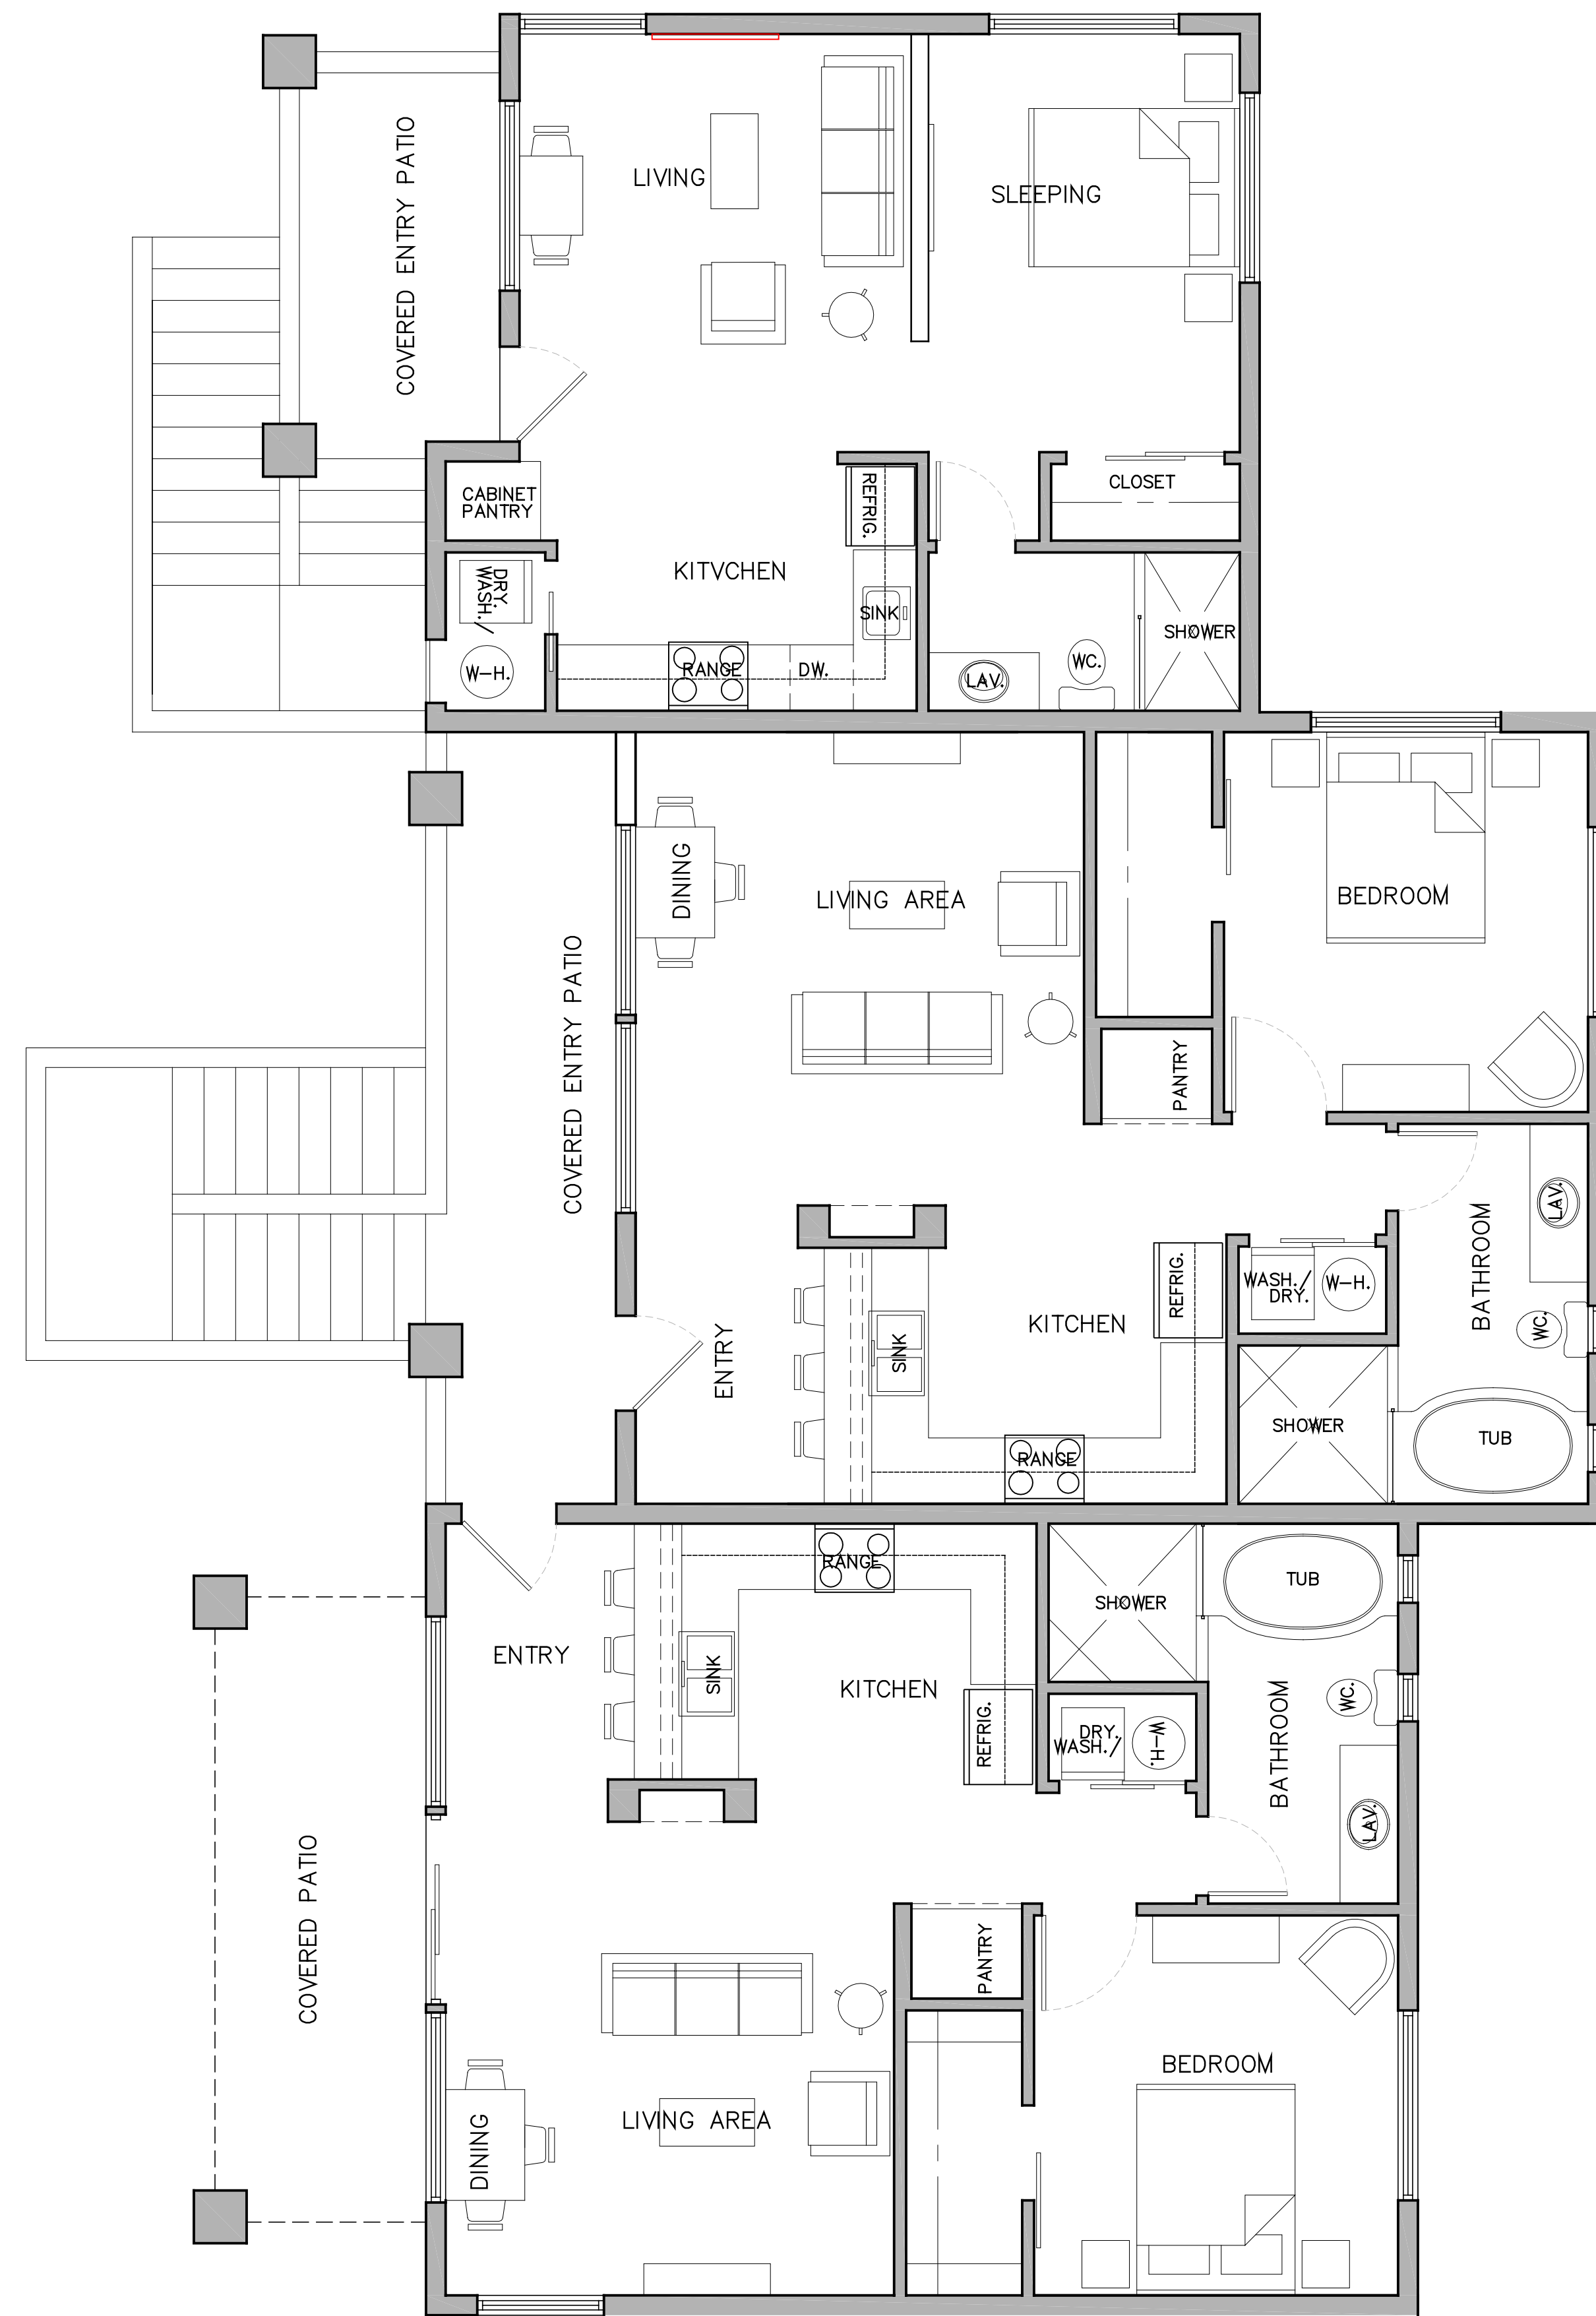 COVERED ENTRY PATIO
LIVING
SLEEPING
CABINET
PANTRY
REFRIG.
CLOSET
KITVCHEN
DRY.
WASH./
SINK
SHOWER
W-H.
RANGE
DW.
LAV.
WC.
DINING
LIVING AREA
BEDROOM
COVERED ENTRY PATIO
PANTRY
LAV.
BATHROOM
WASH./
DRY.
W-H.
REFRIG.
KITCHEN
WC.
ENTRY
SINK
SHOWER
TUB
RANGE
RANGE
TUB
SHOWER
ENTRY
SINK
KITCHEN
REFRIG.
WC.
DRY.
WASH./
W-H.
BATHROOM
LAV.
COVERED PATIO
PANTRY
BEDROOM
DINING
LIVING AREA